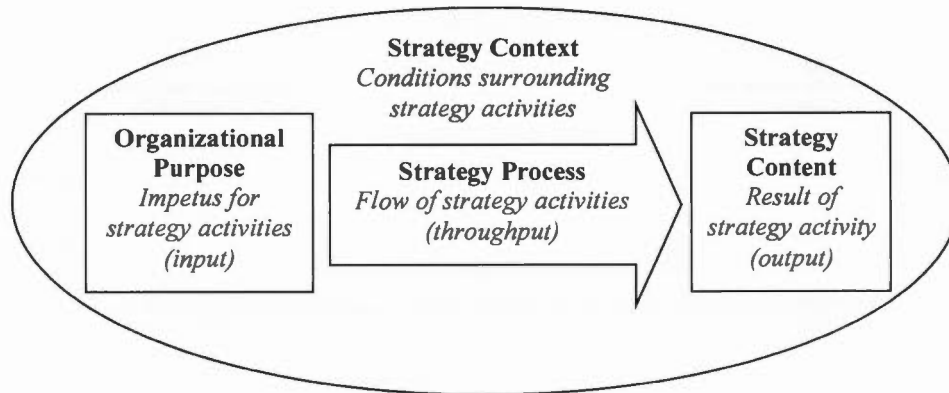 Strategy Context
Conditions surrounding
strategy activities
Organizational
Purpose
Impetus for
strategy activities
(input)
Strategy Process
Flow of strategy activities
(throughput)
Strategy
Content
Result of
strategy activity
(output)